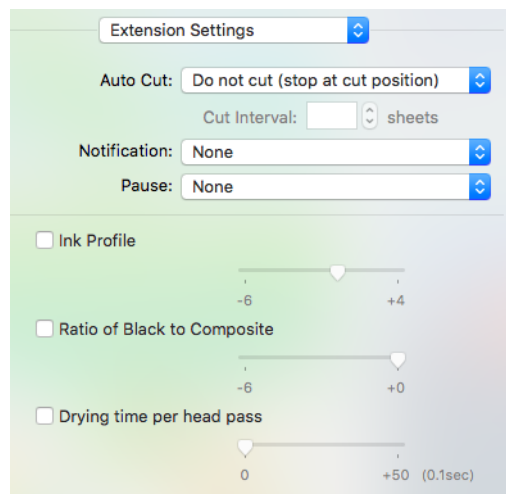 Extension Settings
Auto Cut: Do not cut (stop at cut position)
Cut Interval: sheets
Notification: None
Pause: None
Ink Profile
-6 +4
Ratio of Black to Composite
-6 +0
Drying time per head pass
0 +50 (0.1sec)